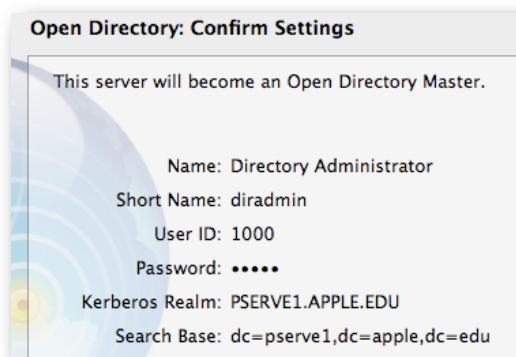 Open Directory: Confirm Settings
This server will become an Open Directory Master.
Name: Directory Administrator
Short Name: diradmin
User ID: 1000
Password: •••••
Kerberos Realm: PSERVE1.APPLE.EDU
Search Base: dc=pserve1,dc=apple,dc=edu